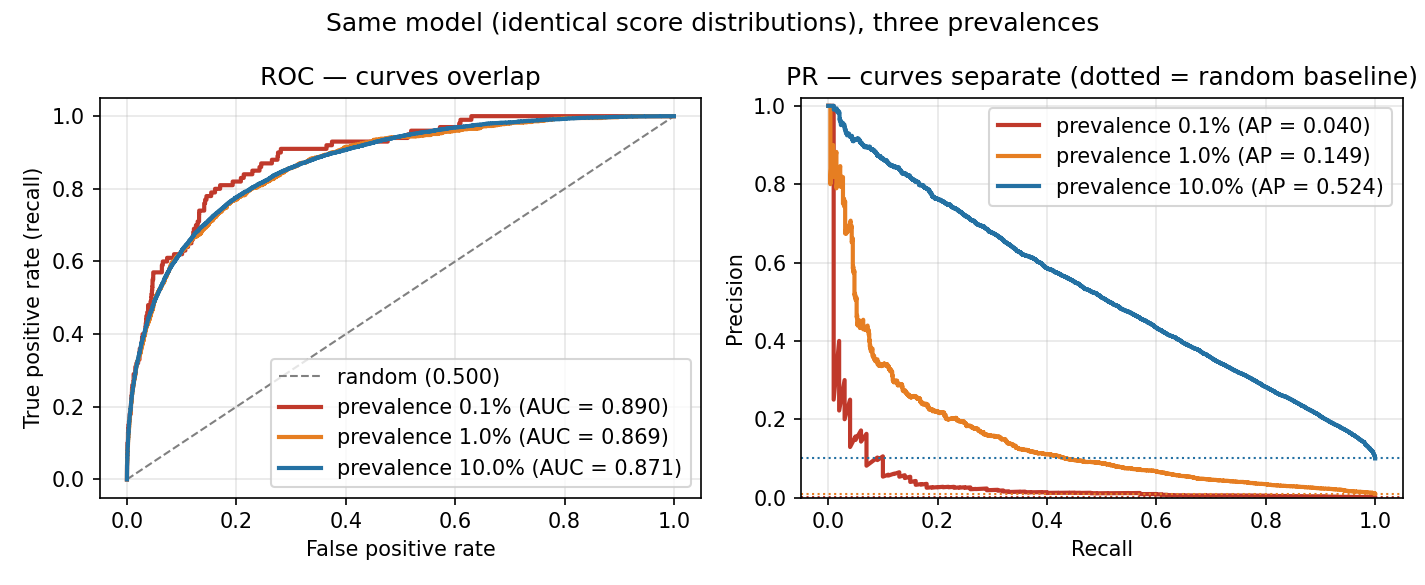 Same model (identical score distributions), three prevalences
ROC — curves overlap
1.0
0.8
0.6
0.4
0.2
0.0
True positive rate (recall)
random (0.500)
prevalence 0.1% (AUC = 0.890)
prevalence 1.0% (AUC = 0.869)
prevalence 10.0% (AUC = 0.871)
0.0 0.2 0.4 0.6 0.8 1.0
False positive rate
PR — curves separate (dotted = random baseline)
1.0
0.8
0.6
0.4
0.2
0.0
Precision
prevalence 0.1% (AP = 0.040)
prevalence 1.0% (AP = 0.149)
prevalence 10.0% (AP = 0.524)
0.0 0.2 0.4 0.6 0.8 1.0
Recall